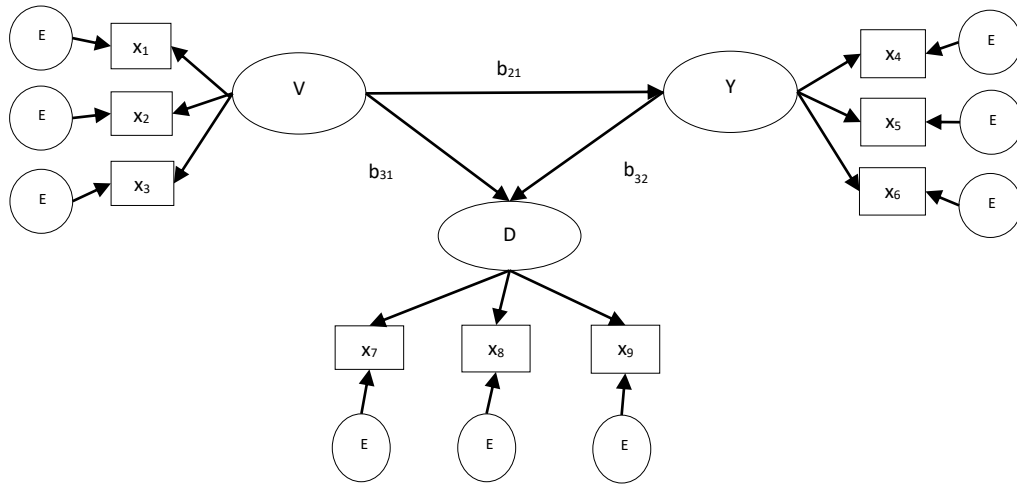 E
x₁
V
b₂₁
Y
x₄
E
E
x₂
x₅
E
E
x₃
b₃₁
b₃₂
x₆
E
D
x₇
x₈
x₉
E
E
E